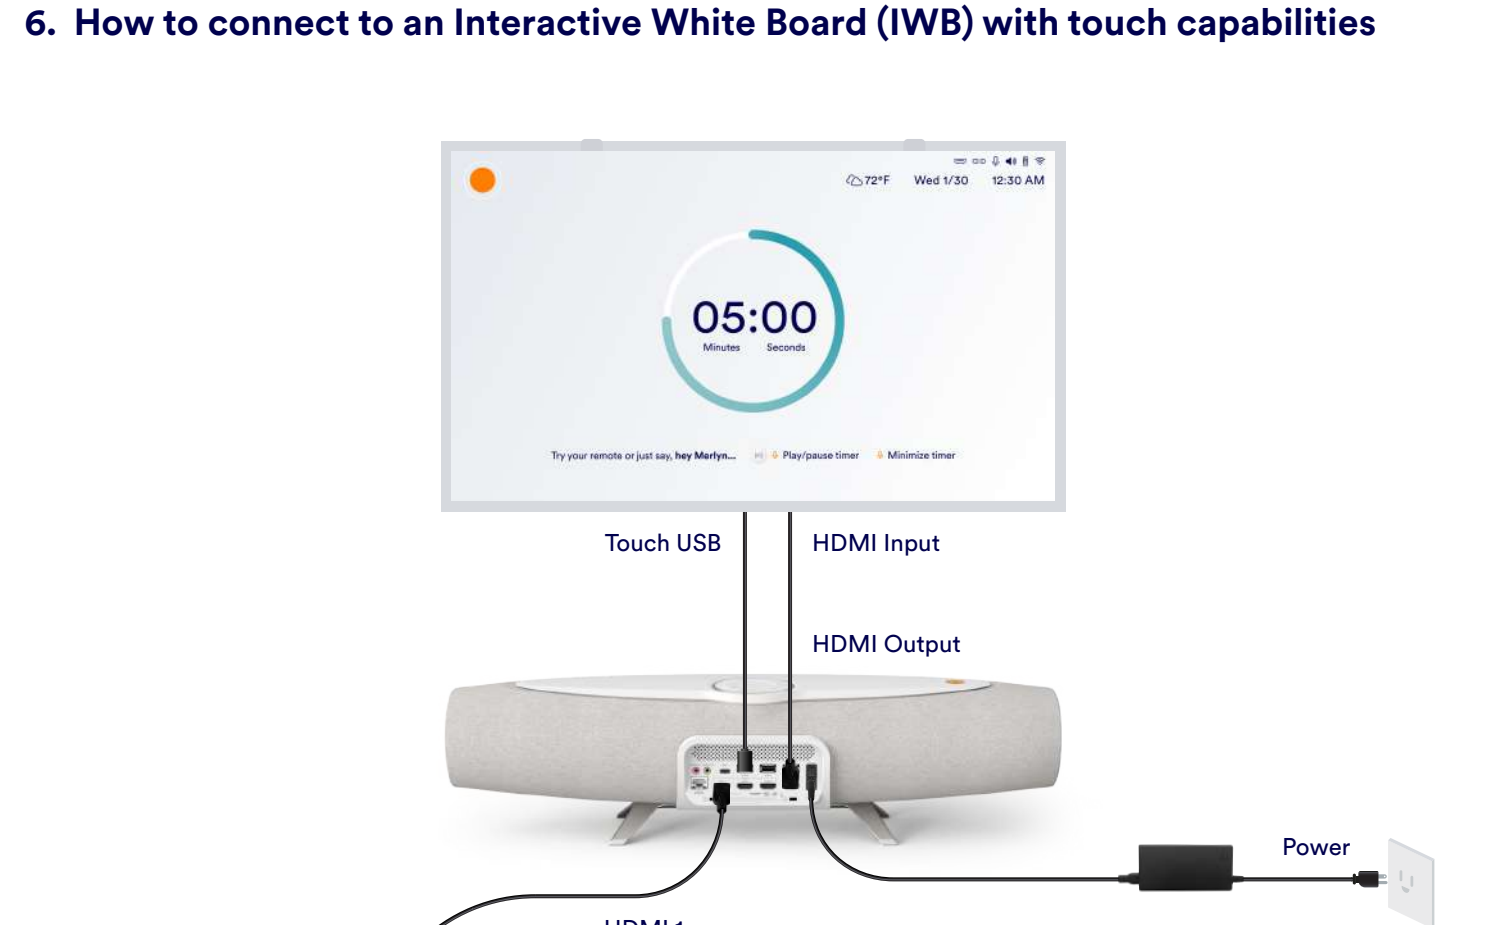 6. How to connect to an Interactive White Board (IWB) with touch capabilities
72°F Wed 1/30 12:30 AM
05:00
Minutes Seconds
Try your remote or just say, hey Merlyn... Play/pause timer Minimize timer
Touch USB HDMI Input
HDMI Output
Power
HDMI 1